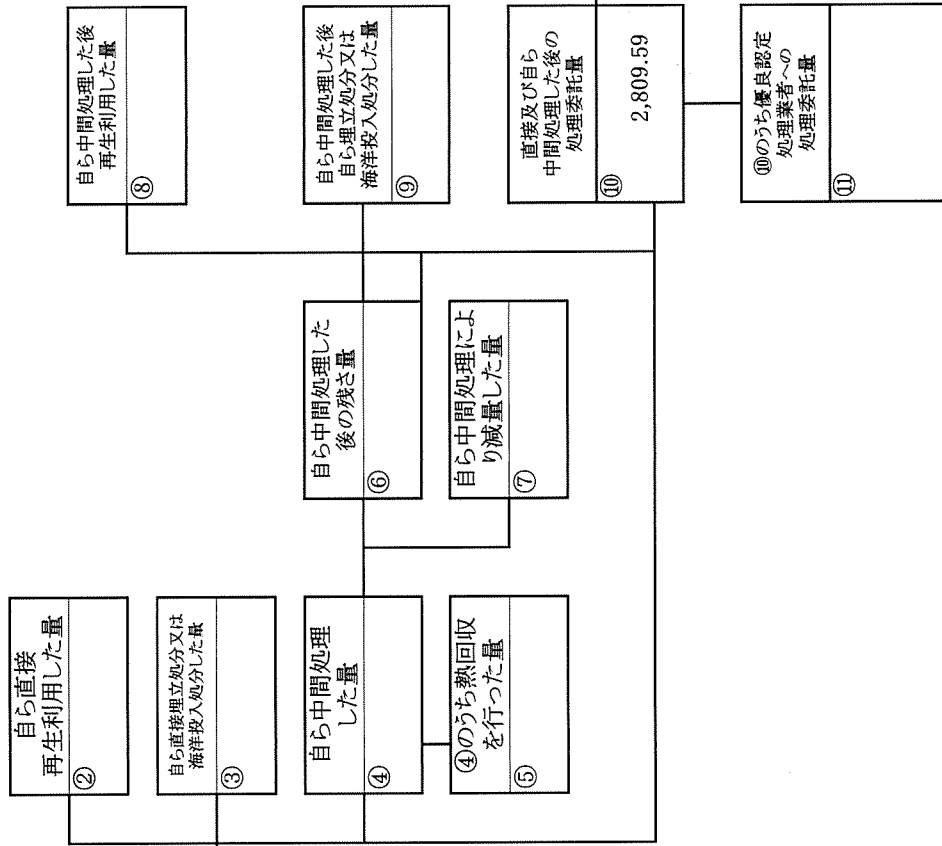 自ら直接
再生利用した量
②
自ら直接埋立処分又は
海洋投入処分した量
③
自ら中間処理
した量
④
④のうち熱回収
を行った量
⑤
自ら中間処理した
後の残さ量
⑥
自ら中間処理によ
り減量した量
⑦
自ら中間処理した後
再生利用した量
⑧
自ら中間処理した後
自ら埋立処分又は
海洋投入処分した量
⑨
直接及び自ら
中間処理した後の
処理委託量
⑩
2,809.59
⑩のうち優良認定
処理業者への
処理委託量
⑪